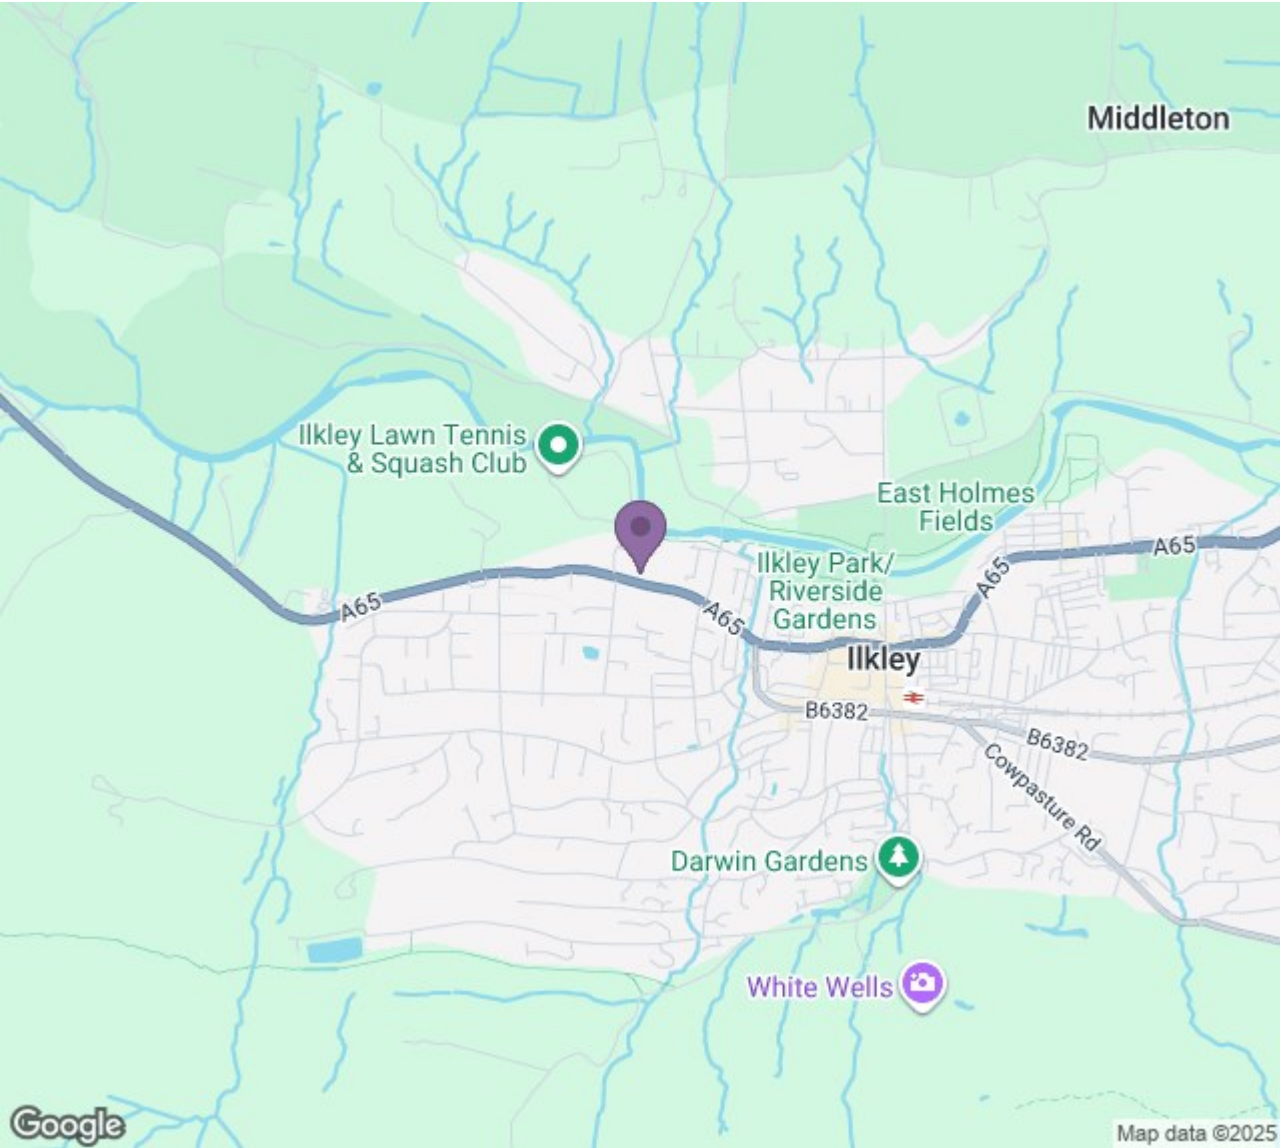 Middleton
Ilkley Lawn Tennis
& Squash Club
East Holmes
Fields
A65
A65
Ilkley Park/
Riverside
Gardens
A65
A65
Ilkley
B6382
B6382
Cowpasture Rd
Darwin Gardens
White Wells
Google
Map data ©2025